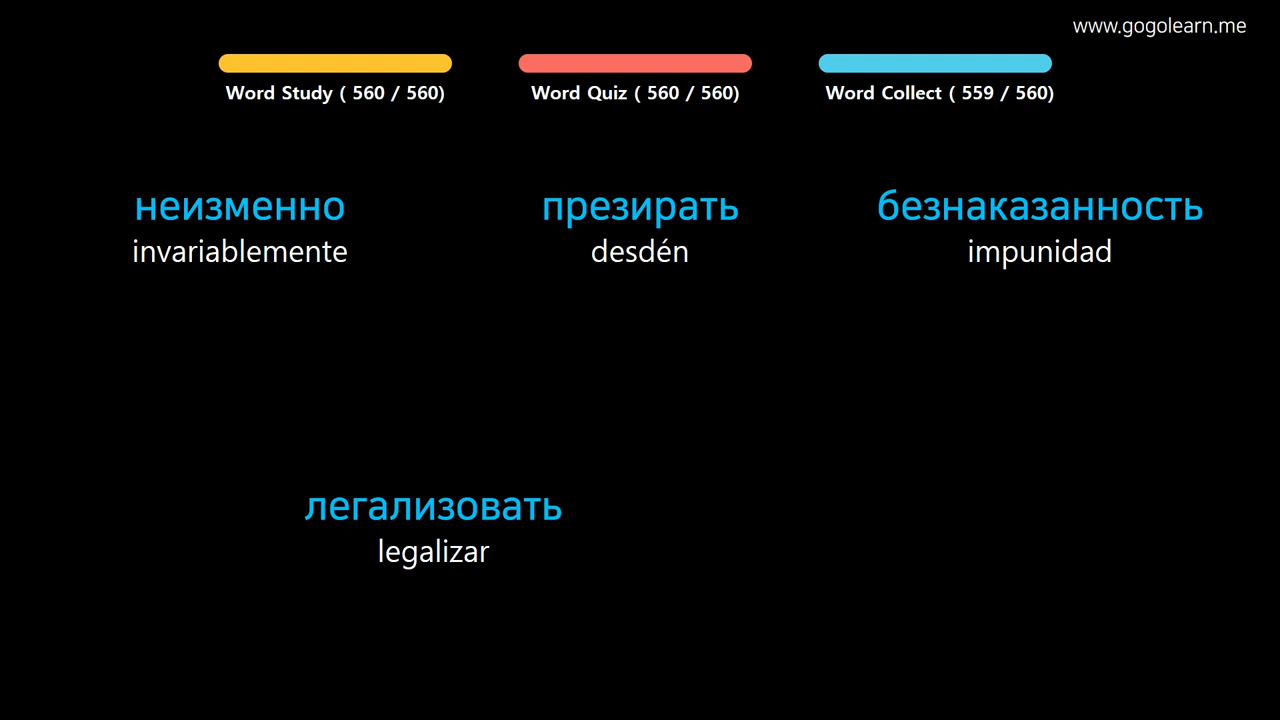 www.gogolearn.me
Word Study ( 560 / 560)
Word Quiz ( 560 / 560)
Word Collect ( 559 / 560)
неизменно
invariablemente
презирать
desdén
безнаказанность
impunidad
легализовать
legalizar